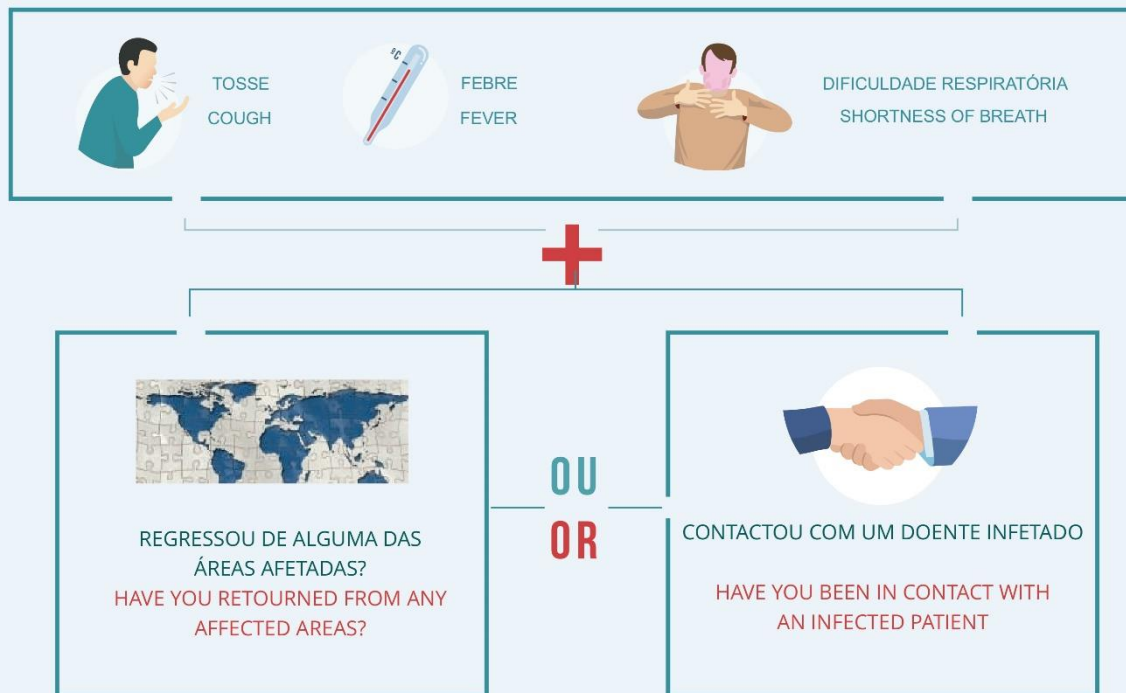 TOSSE
COUGH
ºC
FEBRE
FEVER
DIFICULDADE RESPIRATÓRIA
SHORTNESS OF BREATH
REGRESSOU DE ALGUMA DAS
ÁREAS AFETADAS?
HAVE YOU RETOURNED FROM ANY
AFFECTED AREAS?
OU
OR
CONTACTOU COM UM DOENTE INFETADO
HAVE YOU BEEN IN CONTACT WITH
AN INFECTED PATIENT